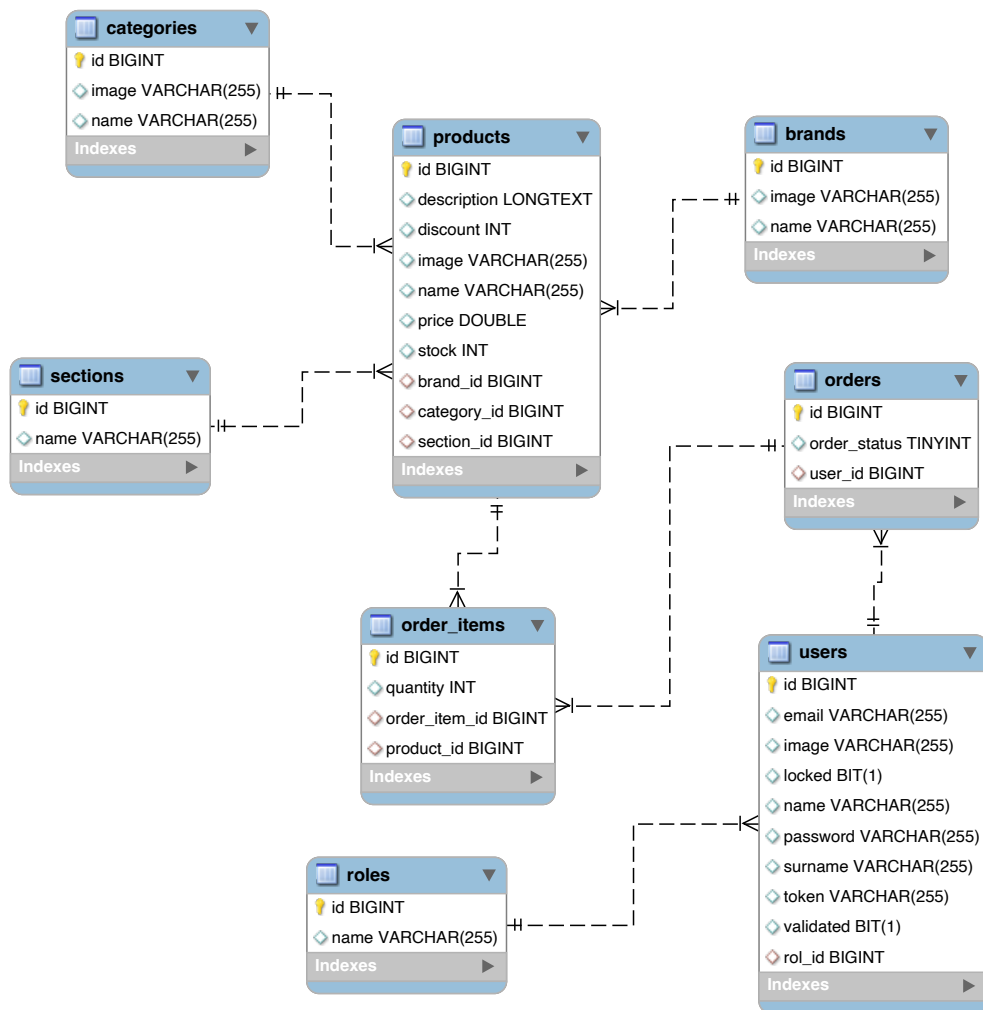 categories
id BIGINT
image VARCHAR(255)
name VARCHAR(255)
Indexes
products
id BIGINT
description LONGTEXT
discount INT
image VARCHAR(255)
name VARCHAR(255)
price DOUBLE
stock INT
brand_id BIGINT
category_id BIGINT
section_id BIGINT
Indexes
brands
id BIGINT
image VARCHAR(255)
name VARCHAR(255)
Indexes
sections
id BIGINT
name VARCHAR(255)
Indexes
orders
id BIGINT
order_status TINYINT
user_id BIGINT
Indexes
order_items
id BIGINT
quantity INT
order_item_id BIGINT
product_id BIGINT
Indexes
users
id BIGINT
email VARCHAR(255)
image VARCHAR(255)
locked BIT(1)
name VARCHAR(255)
password VARCHAR(255)
surname VARCHAR(255)
token VARCHAR(255)
validated BIT(1)
rol_id BIGINT
Indexes
roles
id BIGINT
name VARCHAR(255)
Indexes